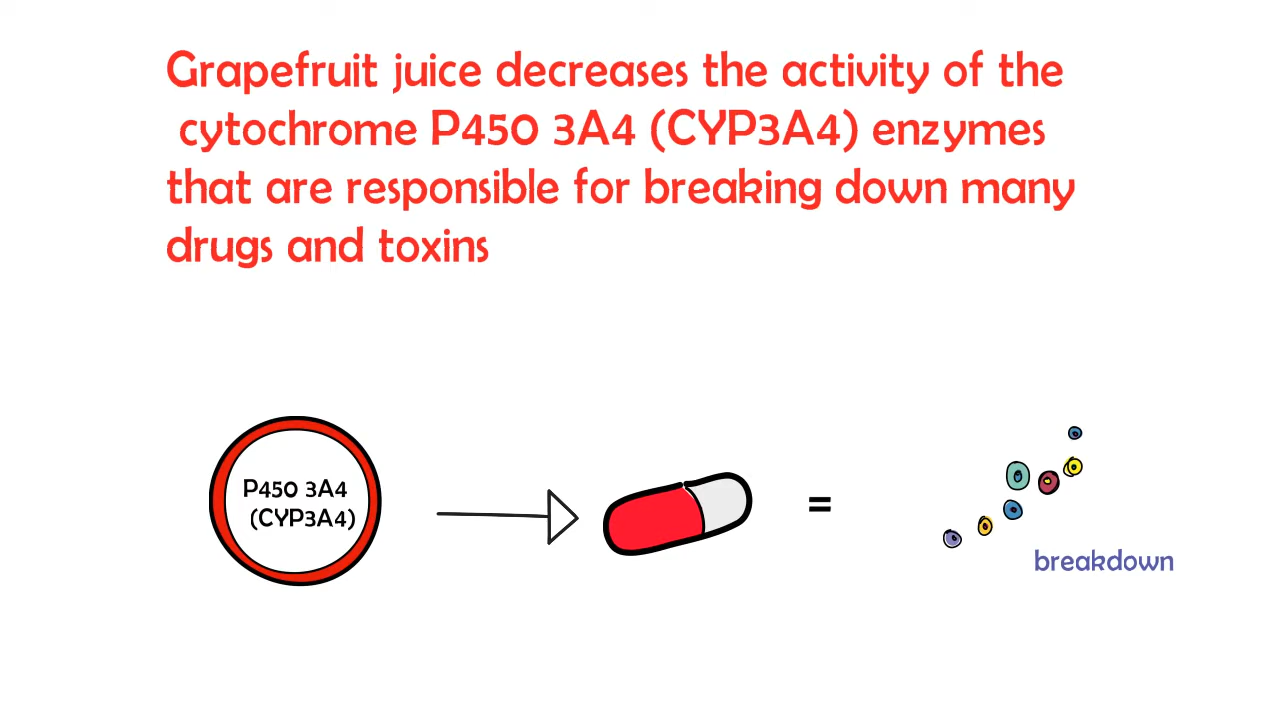 Grapefruit juice decreases the activity of the
cytochrome P450 3A4 (CYP3A4) enzymes
that are responsible for breaking down many
drugs and toxins
P450 3A4
(CYP3A4)
=
breakdown